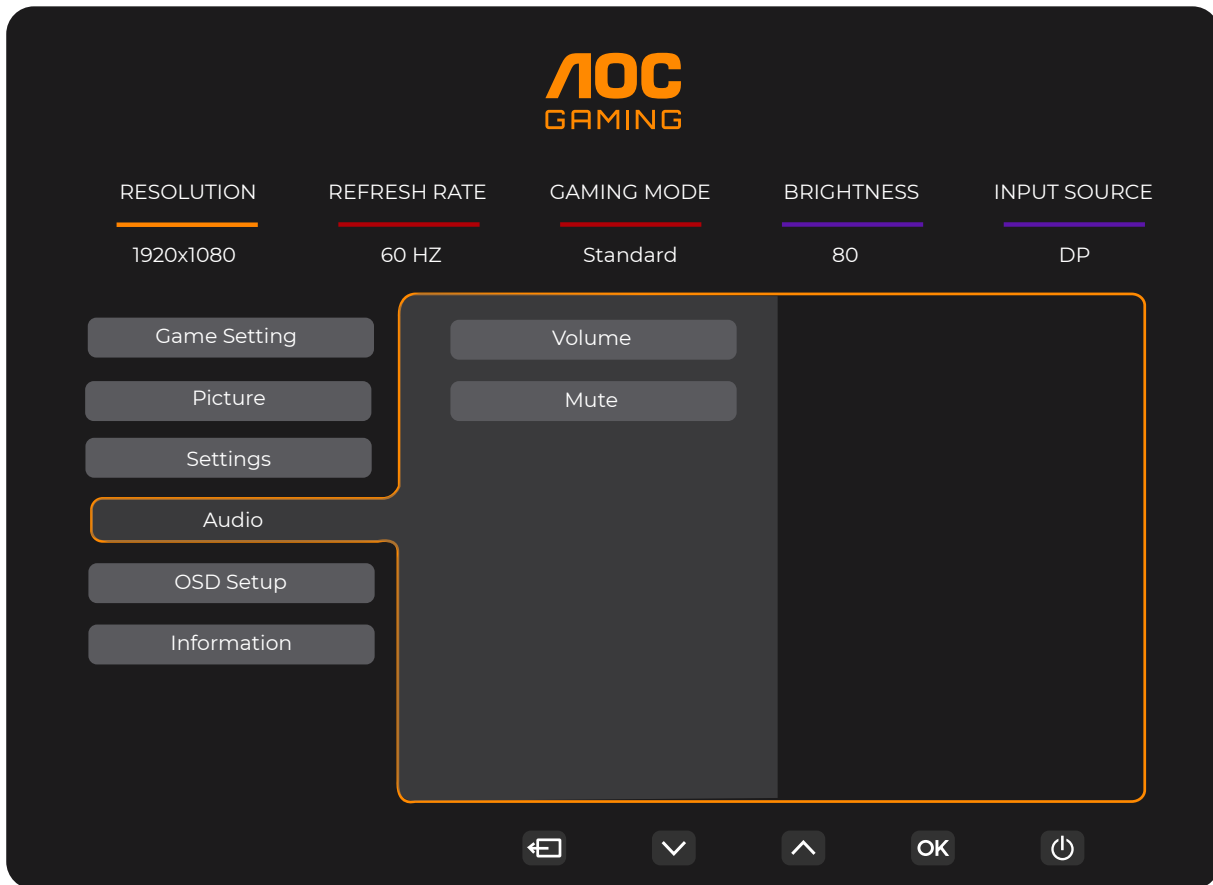 AOC
GAMING
RESOLUTION REFRESH RATE GAMING MODE BRIGHTNESS INPUT SOURCE
1920x1080 60 HZ Standard 80 DP
Game Setting
Picture
Settings
Audio
OSD Setup
Information
Volume
Mute
OK